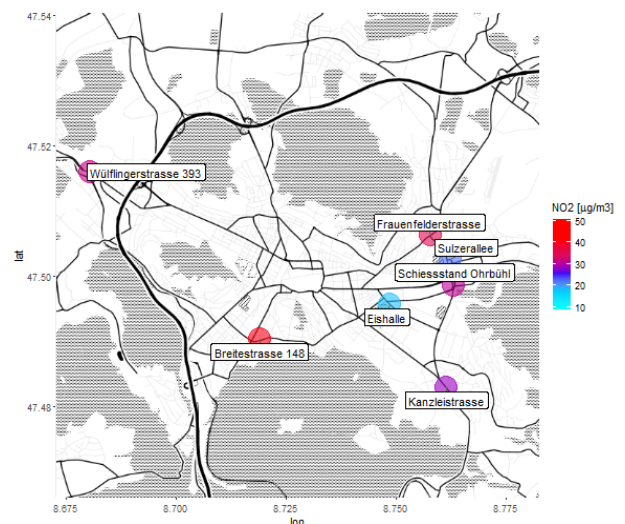 47.54
47.52
47.50
47.48
lat
Wülflingerstrasse 393
Frauenfelderstrasse
Sulzerallee
Schiessstand Ohrbühl
Eishalle
Breitestrasse 148
Kanzleistrasse
NO2 [µg/m3]
50
40
30
20
10
8.675
8.700
8.725
8.750
8.775
lon